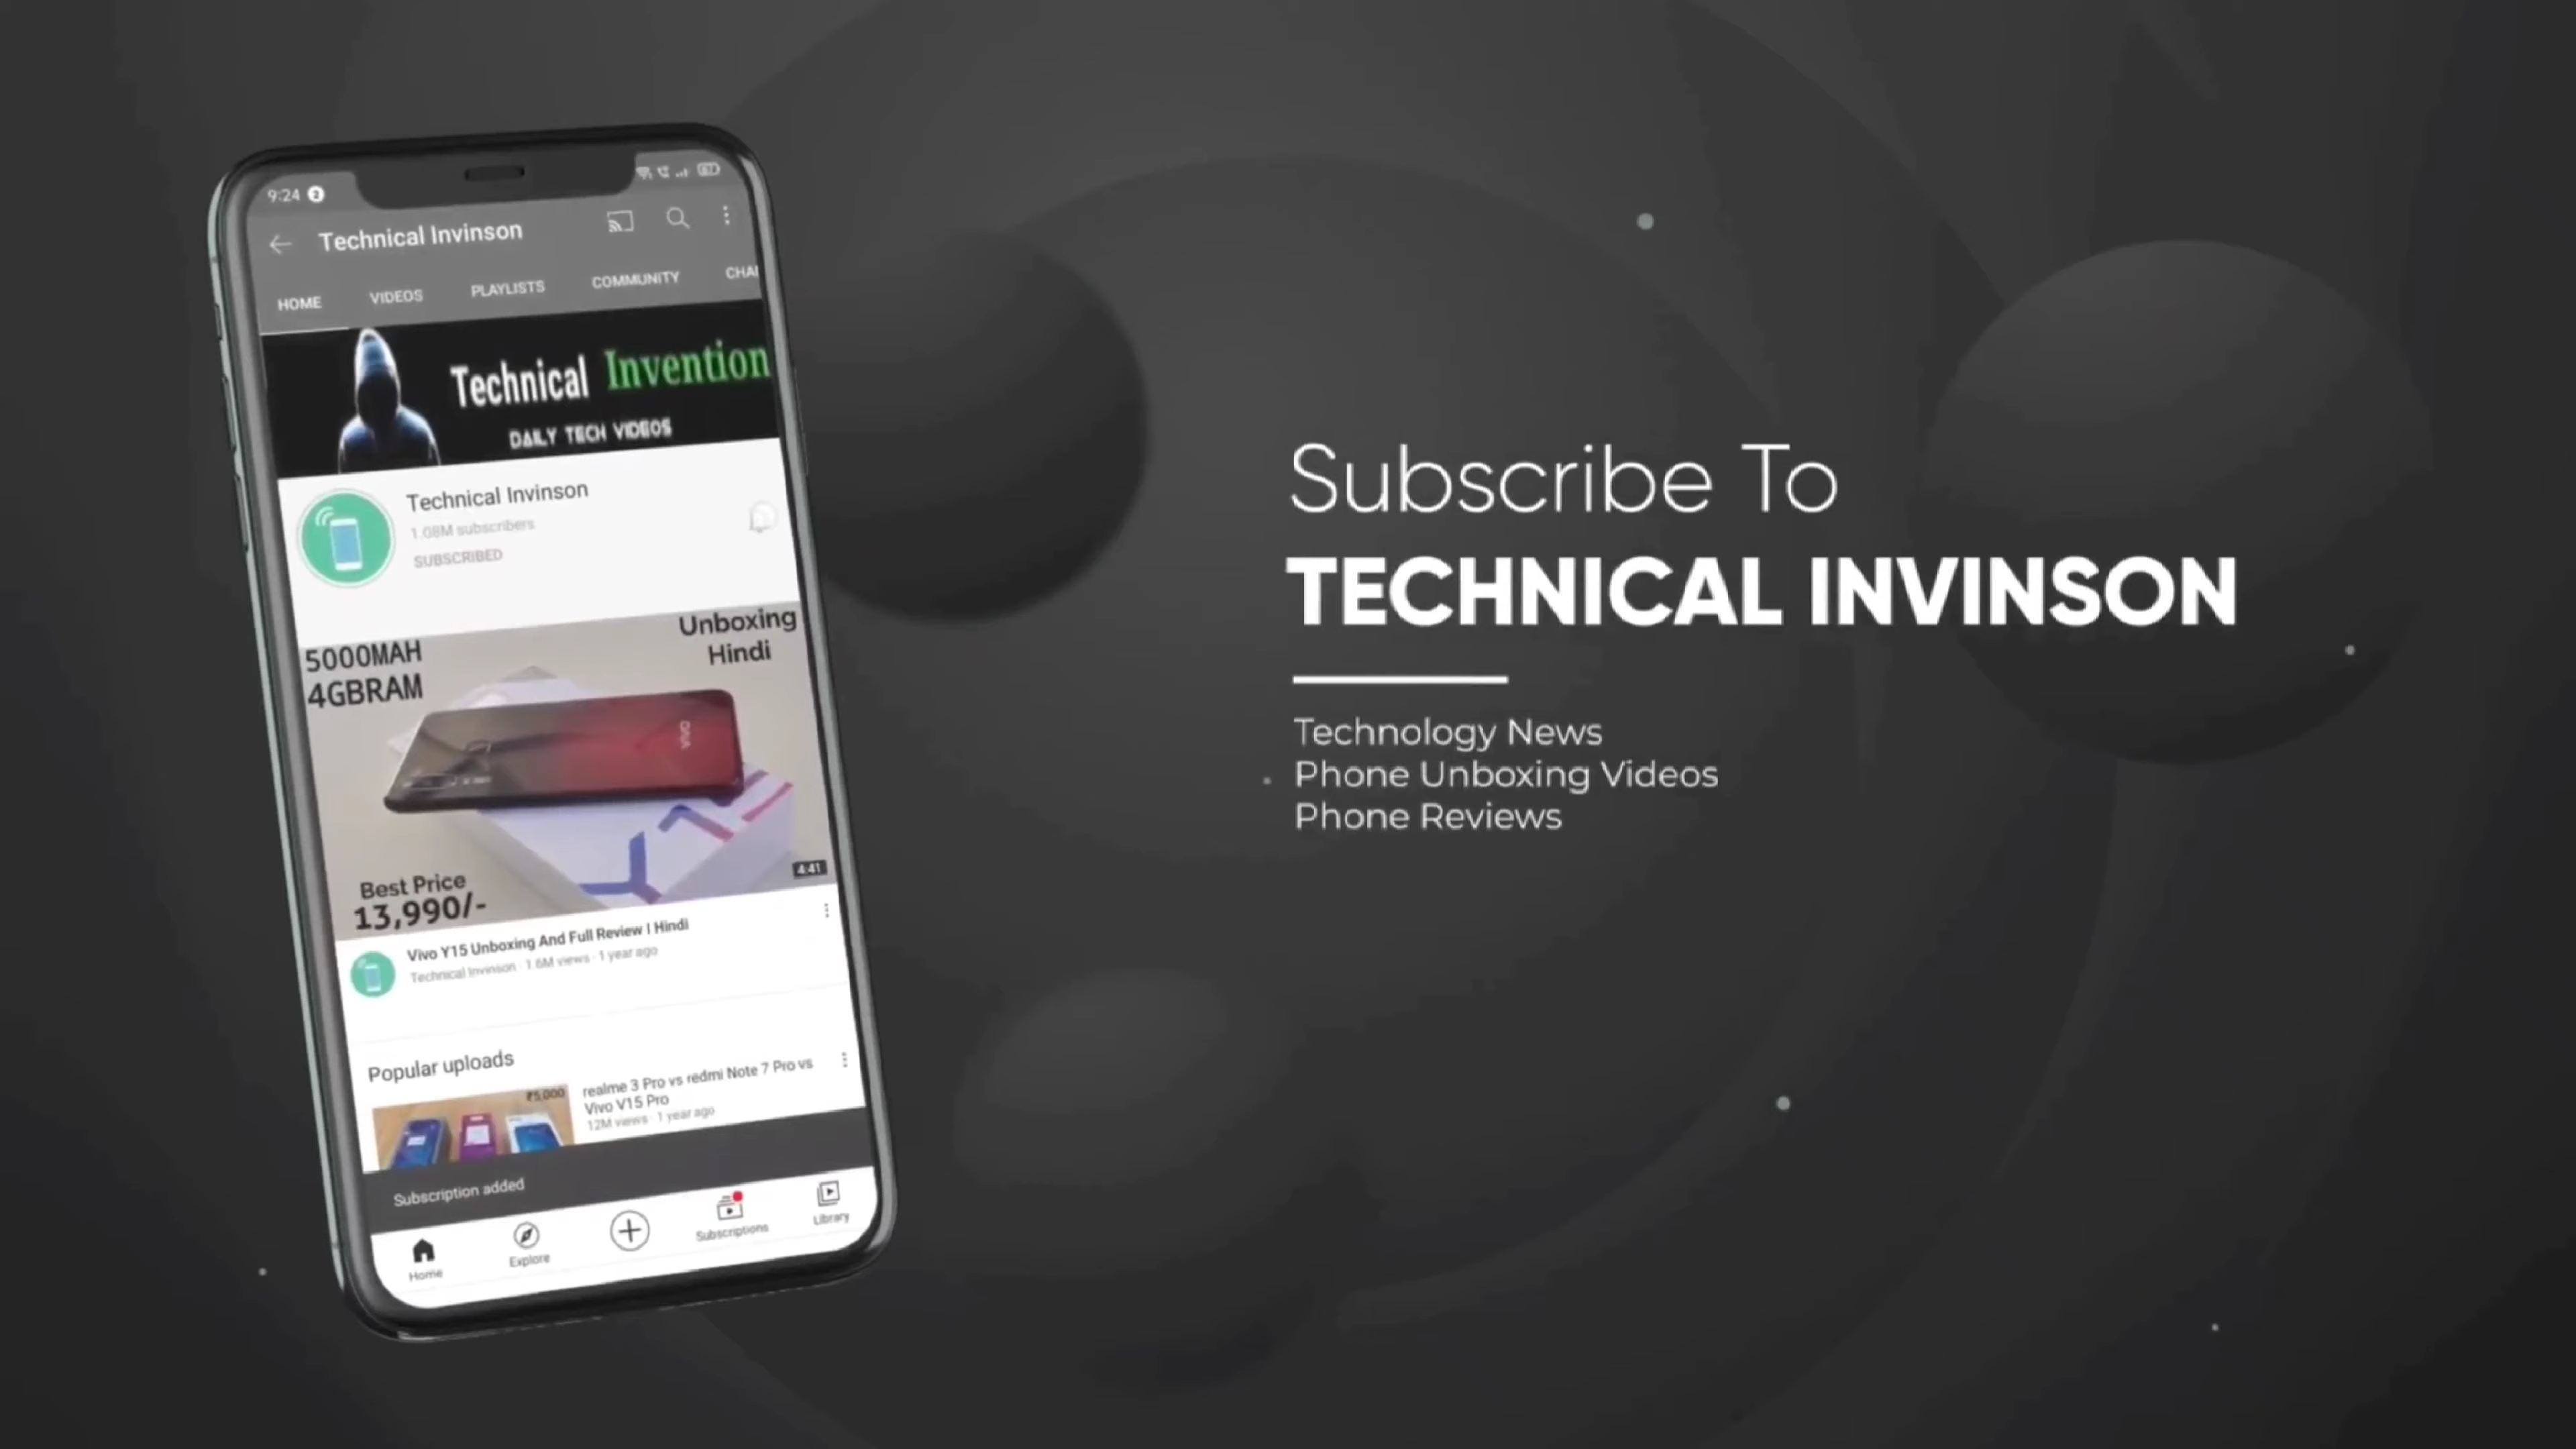 9:24
Technical Invinson
HOME VIDEOS PLAYLISTS COMMUNITY CHA
Technical Invention
DAILY TECH VIDEOS
Technical Invinson
1.08M subscribers
SUBSCRIBED
5000MAH
4GBRAM
Unboxing
Hindi
vivo
Best Price
13,990/-
4:41
Vivo Y15 Unboxing And Full Review I Hindi
Technical Invinson · 1.6M views · 1 year ago
Popular uploads
₹5,000
realme 3 Pro vs redmi Note 7 Pro vs
Vivo V15 Pro
12M views · 1 year ago
Subscription added
Home Explore Subscriptions Library
Subscribe To
TECHNICAL INVINSON
Technology News
Phone Unboxing Videos
Phone Reviews